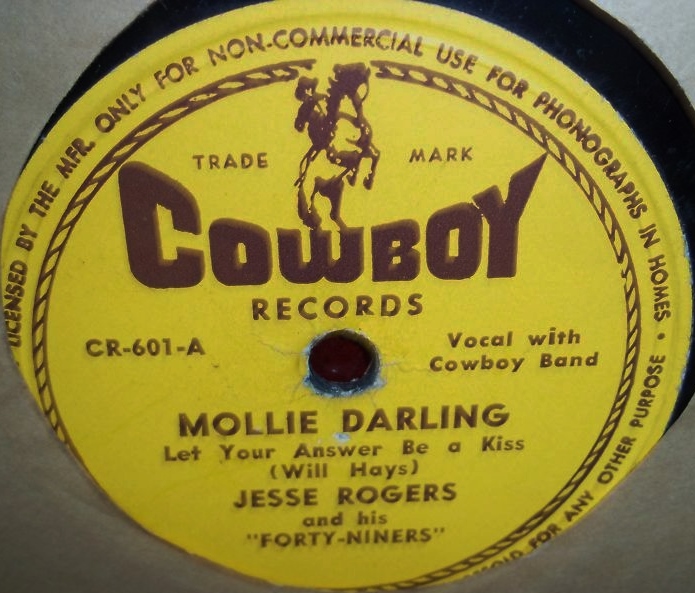 LICENSED BY THE MFR. ONLY FOR NON-COMMERCIAL USE FOR PHONOGRAPHS IN HOMES • FOR ANY OTHER PURPOSE •
TRADE MARK
COWBOY
RECORDS
CR-601-A
Vocal with
Cowboy Band
MOLLIE DARLING
Let Your Answer Be a Kiss
(Will Hays)
JESSE ROGERS
and his
"FORTY-NINERS"